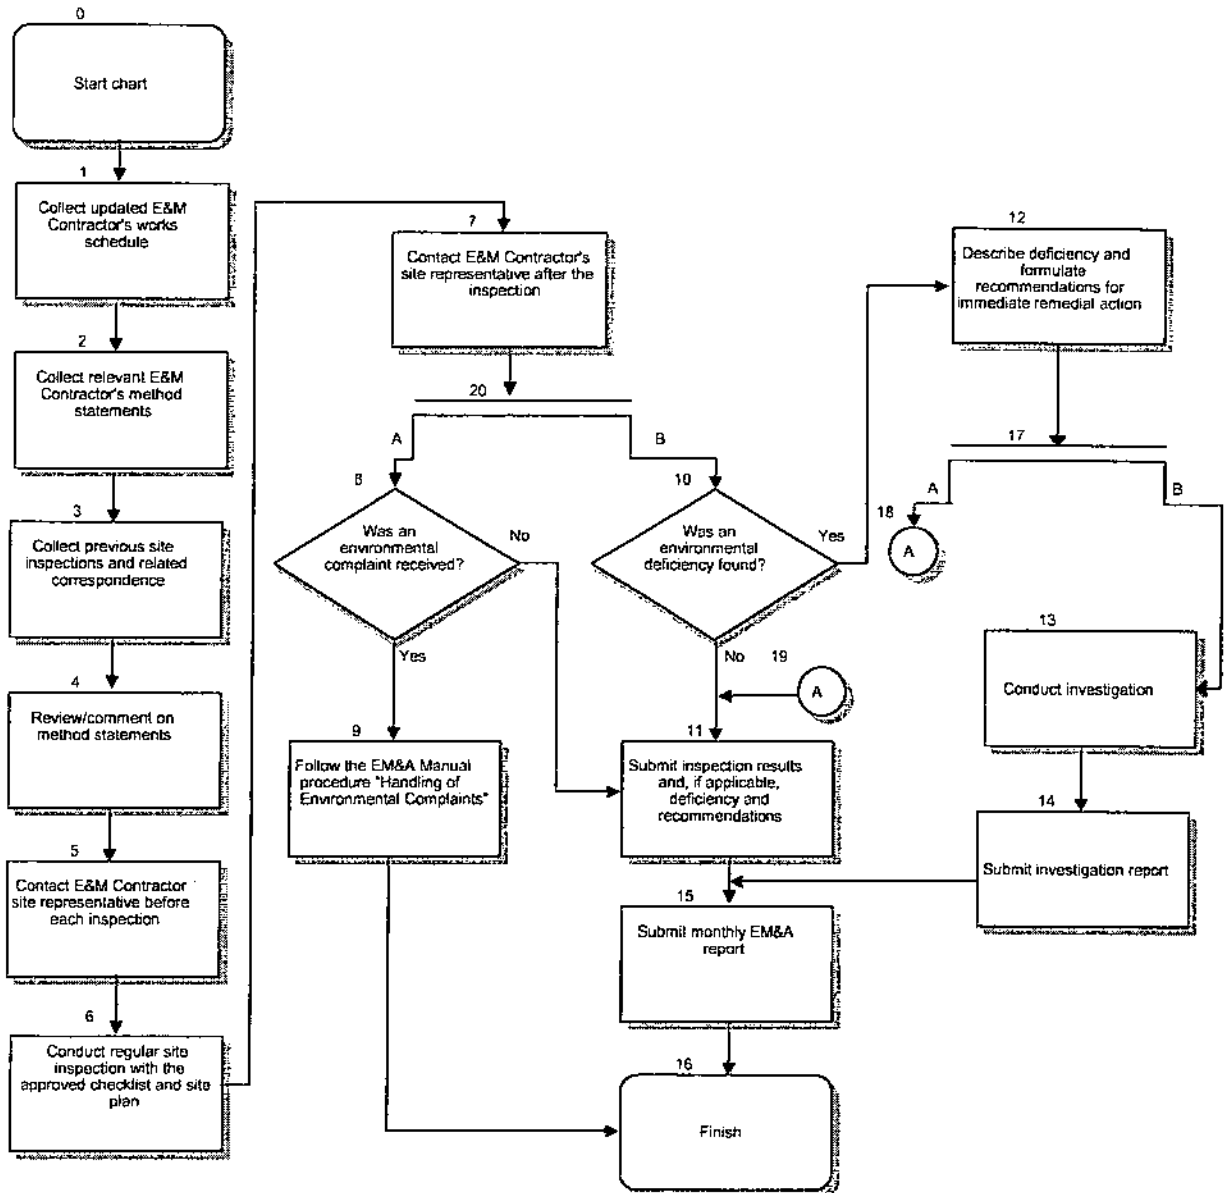 0
Start chart
1
Collect updated E&M
Contractor's works
schedule
2
Collect relevant E&M
Contractor's method
statements
3
Collect previous site
inspections and related
correspondence
4
Review/comment on
method statements
5
Contact E&M Contractor
site representative before
each inspection
6
Conduct regular site
inspection with the
approved checklist and site
plan
7
Contact E&M Contractor's
site representative after the
inspection
20
A
B
8
Was an
environmental
complaint received?
No
Yes
9
Follow the EM&A Manual
procedure "Handling of
Environmental Complaints"
10
Was an
environmental
deficiency found?
Yes
No
19
A
11
Submit inspection results
and, if applicable,
deficiency and
recommendations
12
Describe deficiency and
formulate
recommendations for
immediate remedial action
17
A
B
18
A
13
Conduct investigation
14
Submit investigation report
15
Submit monthly EM&A
report
16
Finish